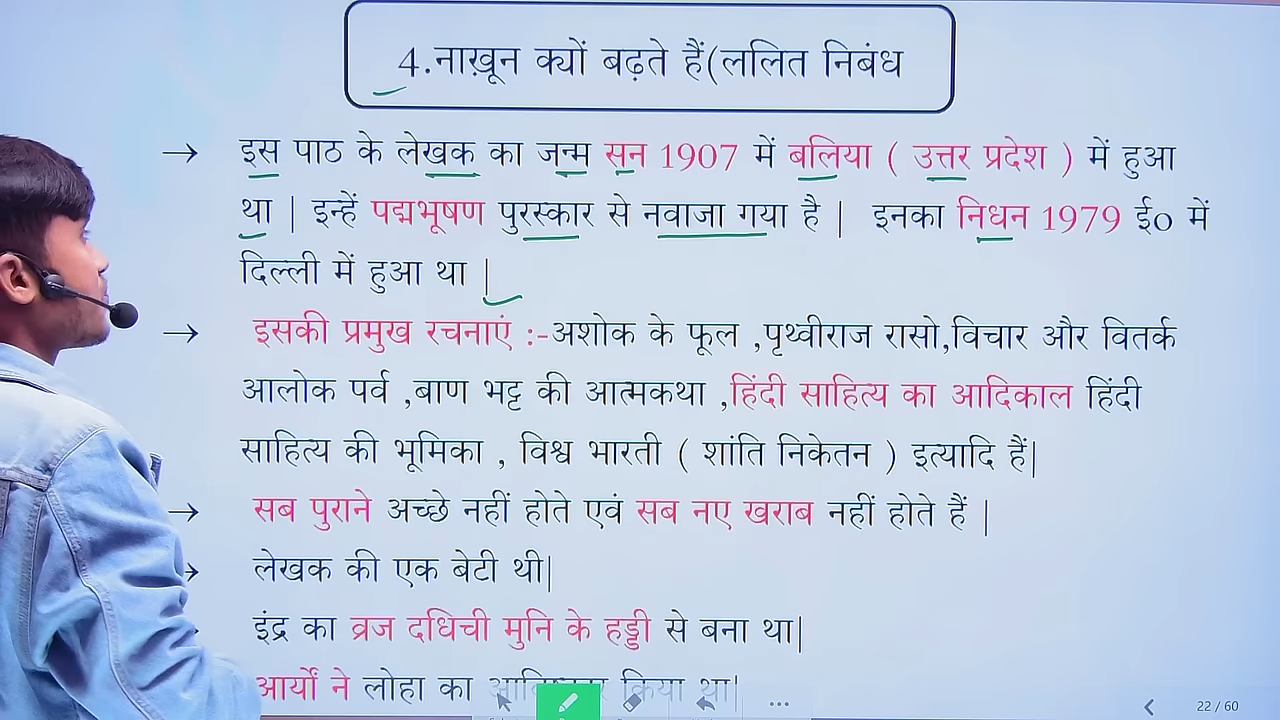 4.नाख़ून क्यों बढ़ते हैं(ललित निबंध
→ इस पाठ के लेखक का जन्म सन 1907 में बलिया ( उत्तर प्रदेश ) में हुआ
था | इन्हें पद्मभूषण पुरस्कार से नवाजा गया है | इनका निधन 1979 ई० में
दिल्ली में हुआ था |
→ इसकी प्रमुख रचनाएं :-अशोक के फूल ,पृथ्वीराज रासो,विचार और वितर्क
आलोक पर्व ,बाण भट्ट की आत्मकथा ,हिंदी साहित्य का आदिकाल हिंदी
साहित्य की भूमिका , विश्व भारती ( शांति निकेतन ) इत्यादि हैं|
→ सब पुराने अच्छे नहीं होते एवं सब नए खराब नहीं होते हैं |
→ लेखक की एक बेटी थी|
इंद्र का व्रज दधिची मुनि के हड्डी से बना था|
आर्यों ने लोहा का किया था|
22 / 60